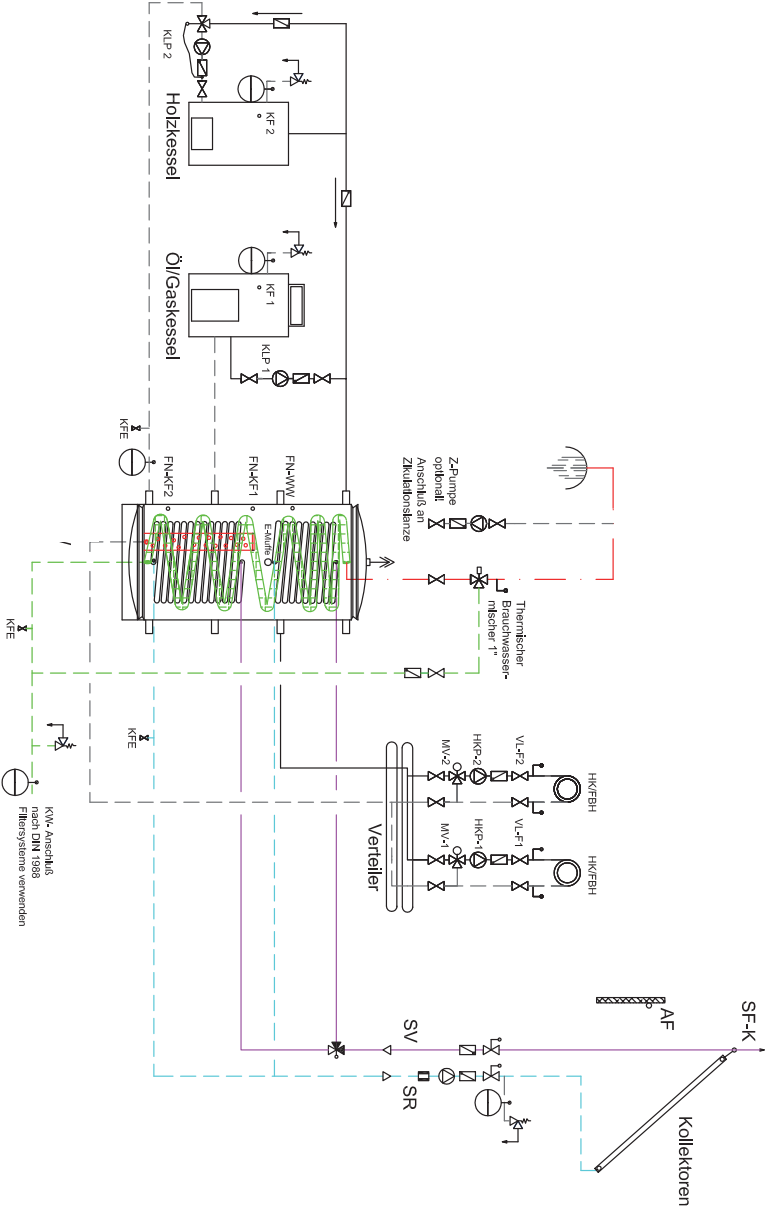 KLP 2
KF 2
Holzkessel
KF 1
Öl/Gaskessel
KLP 1
KFE
FN-KF2
FN-KF1
FN-WW
E-Muffe
Z-Pumpe
optional!
Anschluß an
Zikulationslanze
Thermischer
Brauchwasser-
mischer 1"
KFE
KFE
KW- Anschluß
nach DIN 1988
Filtersysteme verwenden
HK/FBH
VL-F2
HKP-2
MV-2
HK/FBH
VL-F1
HKP-1
MV-1
Verteiler
AF
SF-K
SV
SR
Kollektoren